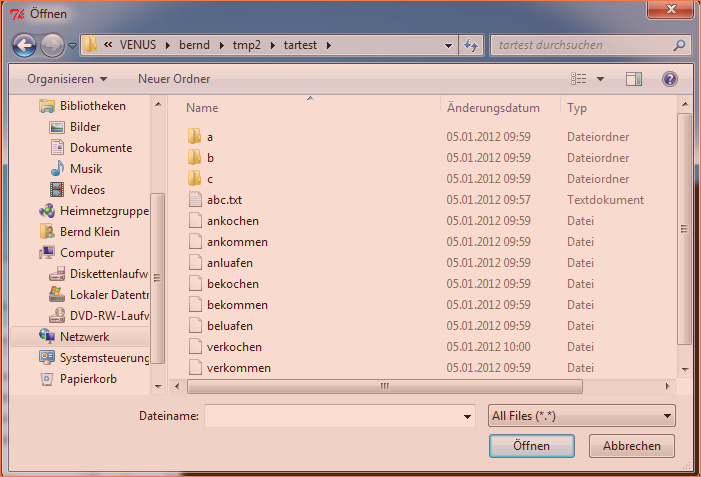 Öffnen
« VENUS bernd tmp2 tartest
tartest durchsuchen
Organisieren Neuer Ordner
Name Änderungsdatum Typ
Bibliotheken
Bilder
Dokumente
Musik
Videos
Heimnetzgruppe
Bernd Klein
Computer
Diskettenlaufw
Lokaler Datentr
DVD-RW-Laufw
Netzwerk
Systemsteuerung
Papierkorb
a 05.01.2012 09:59 Dateiordner
b 05.01.2012 09:59 Dateiordner
c 05.01.2012 09:59 Dateiordner
abc.txt 05.01.2012 09:57 Textdokument
ankochen 05.01.2012 09:59 Datei
ankommen 05.01.2012 09:59 Datei
anluafen 05.01.2012 09:59 Datei
bekochen 05.01.2012 09:59 Datei
bekommen 05.01.2012 09:59 Datei
beluafen 05.01.2012 09:59 Datei
verkochen 05.01.2012 10:00 Datei
verkommen 05.01.2012 09:59 Datei
Dateiname:
All Files (*.*)
Öffnen Abbrechen